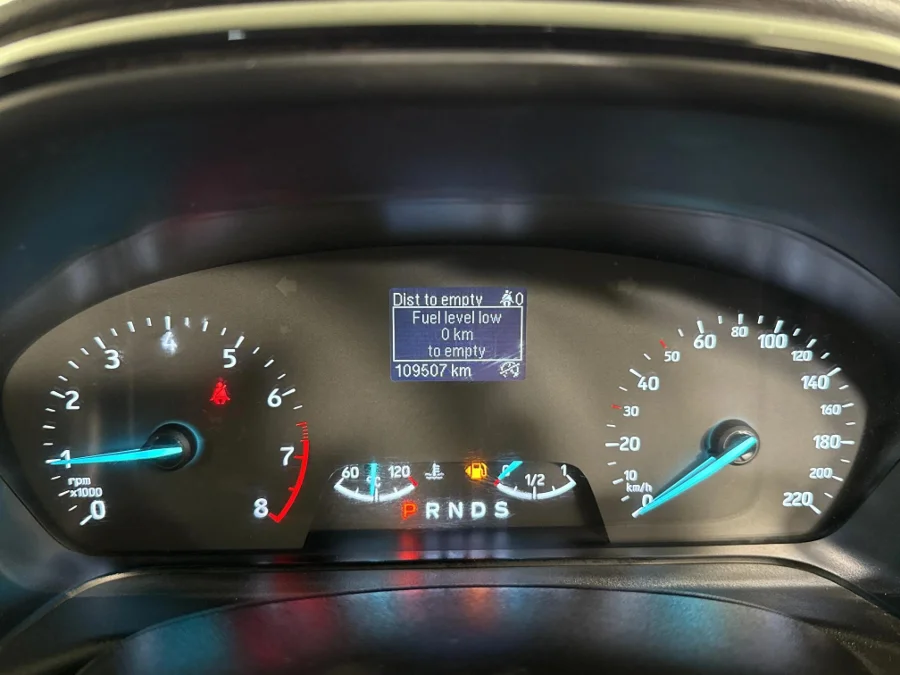 Dist to empty 0
Fuel level low
0 km
to empty
109507 km
0
1
2
3
4
5
6
7
8
rpm
x1000
60 °C 120
0 1/2 1
P R N D S
0
10
20
30
40
50
60
80
100
120
140
160
180
200
220
km/h